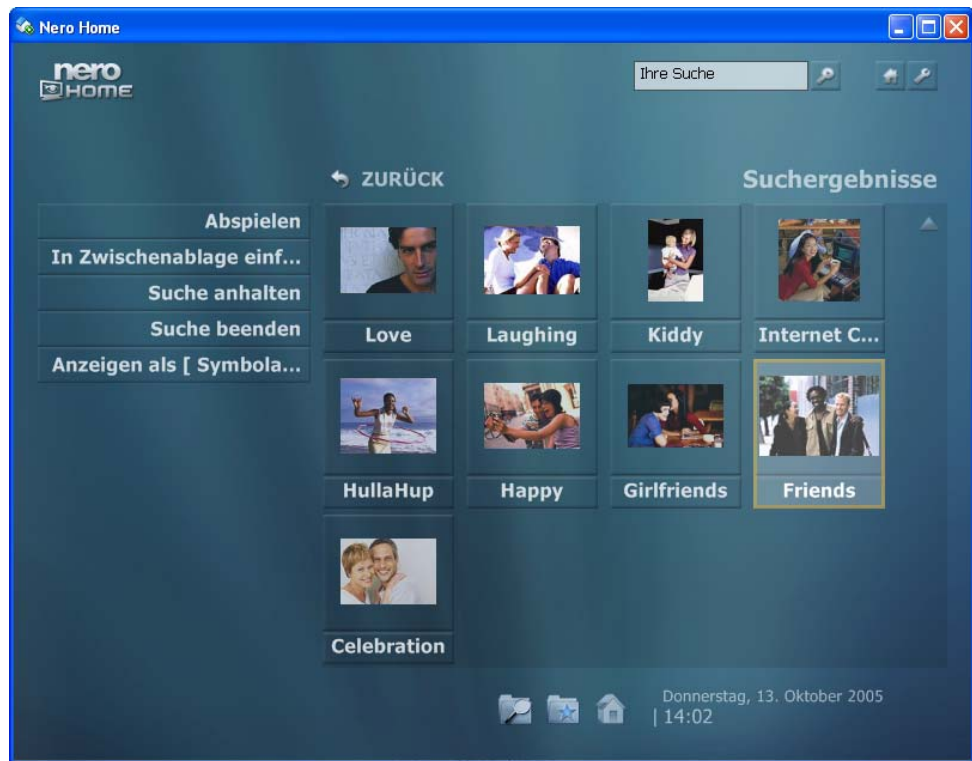 Nero Home
nero
HOME
Ihre Suche
ZURÜCK
Suchergebnisse
Abspielen
In Zwischenablage einf...
Suche anhalten
Suche beenden
Anzeigen als [ Symbola...
Love
Laughing
Kiddy
Internet C...
HullaHup
Happy
Girlfriends
Friends
Celebration
Donnerstag, 13. Oktober 2005
| 14:02